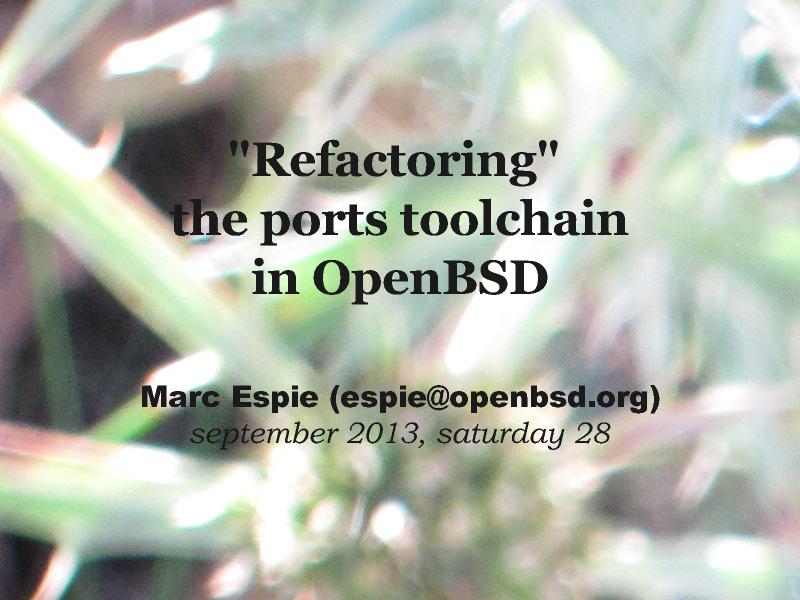 "Refactoring"
the ports toolchain
in OpenBSD
Marc Espie (espie@openbsd.org)
september 2013, saturday 28